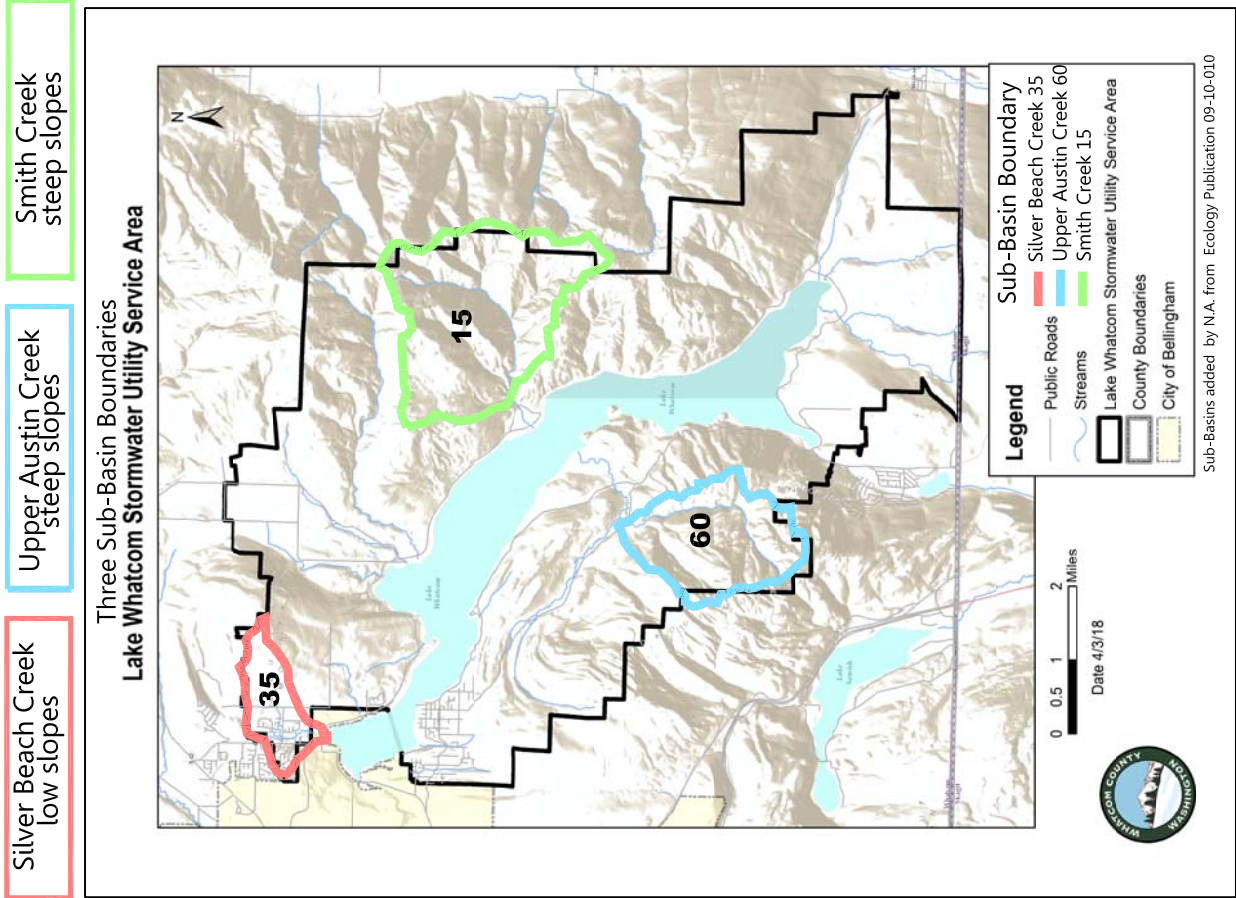 Silver Beach Creek
low slopes
Upper Austin Creek
steep slopes
Smith Creek
steep slopes
Three Sub-Basin Boundaries
Lake Whatcom Stormwater Utility Service Area
N
35
15
60
Lake
Whatcom
Lake
Whatcom
Lake
Samish
Whatcom
Skagit
Whatcom
Skagit
Legend
Public Roads
Streams
Lake Whatcom Stormwater Utility Service Area
County Boundaries
City of Bellingham
Sub-Basin Boundary
Silver Beach Creek 35
Upper Austin Creek 60
Smith Creek 15
0 0.5 1 2
Miles
Date 4/3/18
WHATCOM COUNTY
WASHINGTON
Sub-Basins added by N.A. from Ecology Publication 09-10-010